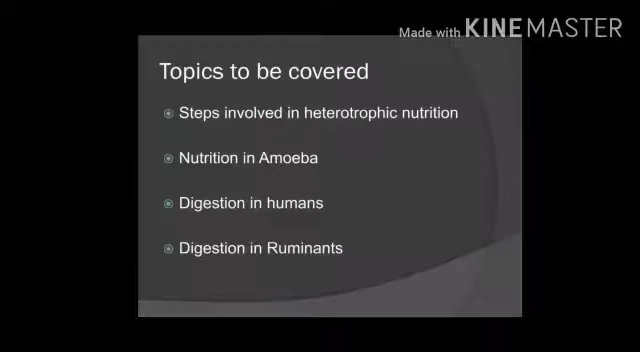 Made with KINEMASTER
Topics to be covered
Steps involved in heterotrophic nutrition
Nutrition in Amoeba
Digestion in humans
Digestion in Ruminants